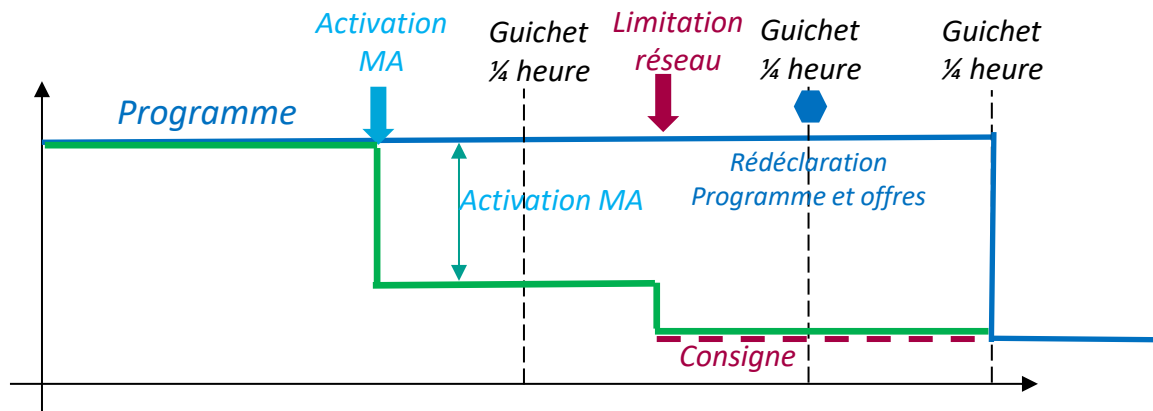 Activation
MA
Guichet
¼ heure
Limitation
réseau
Guichet
¼ heure
Guichet
¼ heure
Programme
Rédéclaration
Programme et offres
Activation MA
Consigne